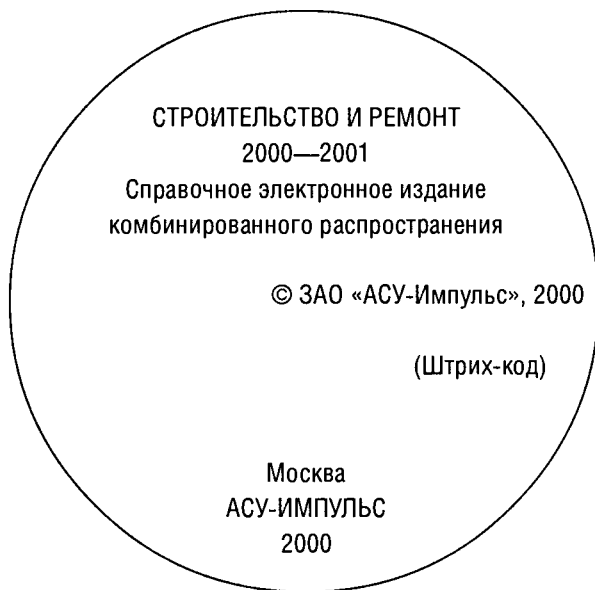 СТРОИТЕЛЬСТВО И РЕМОНТ
2000—2001
Справочное электронное издание
комбинированного распространения
© ЗАО «АСУ-Импульс», 2000
(Штрих-код)
Москва
АСУ-ИМПУЛЬС
2000